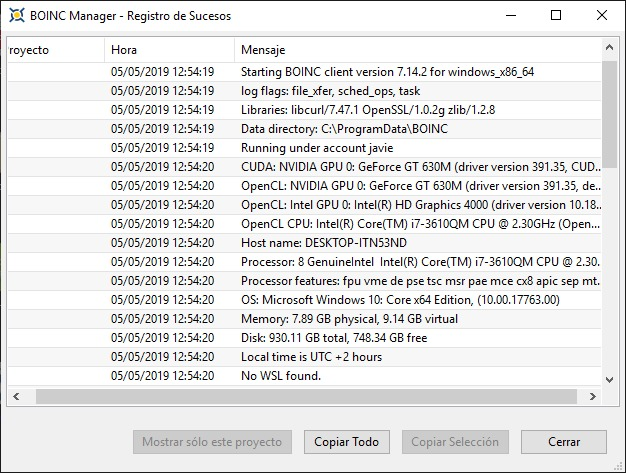 BOINC Manager - Registro de Sucesos
royecto Hora Mensaje
05/05/2019 12:54:19 Starting BOINC client version 7.14.2 for windows_x86_64
05/05/2019 12:54:19 log flags: file_xfer, sched_ops, task
05/05/2019 12:54:19 Libraries: libcurl/7.47.1 OpenSSL/1.0.2g zlib/1.2.8
05/05/2019 12:54:19 Data directory: C:\ProgramData\BOINC
05/05/2019 12:54:19 Running under account javie
05/05/2019 12:54:20 CUDA: NVIDIA GPU 0: GeForce GT 630M (driver version 391.35, CUD...
05/05/2019 12:54:20 OpenCL: NVIDIA GPU 0: GeForce GT 630M (driver version 391.35, de...
05/05/2019 12:54:20 OpenCL: Intel GPU 0: Intel(R) HD Graphics 4000 (driver version 10.18...
05/05/2019 12:54:20 OpenCL CPU: Intel(R) Core(TM) i7-3610QM CPU @ 2.30GHz (Open...
05/05/2019 12:54:20 Host name: DESKTOP-ITN53ND
05/05/2019 12:54:20 Processor: 8 GenuineIntel Intel(R) Core(TM) i7-3610QM CPU @ 2.30...
05/05/2019 12:54:20 Processor features: fpu vme de pse tsc msr pae mce cx8 apic sep mt...
05/05/2019 12:54:20 OS: Microsoft Windows 10: Core x64 Edition, (10.00.17763.00)
05/05/2019 12:54:20 Memory: 7.89 GB physical, 9.14 GB virtual
05/05/2019 12:54:20 Disk: 930.11 GB total, 748.34 GB free
05/05/2019 12:54:20 Local time is UTC +2 hours
05/05/2019 12:54:20 No WSL found.
Mostrar sólo este proyecto Copiar Todo Copiar Selección Cerrar